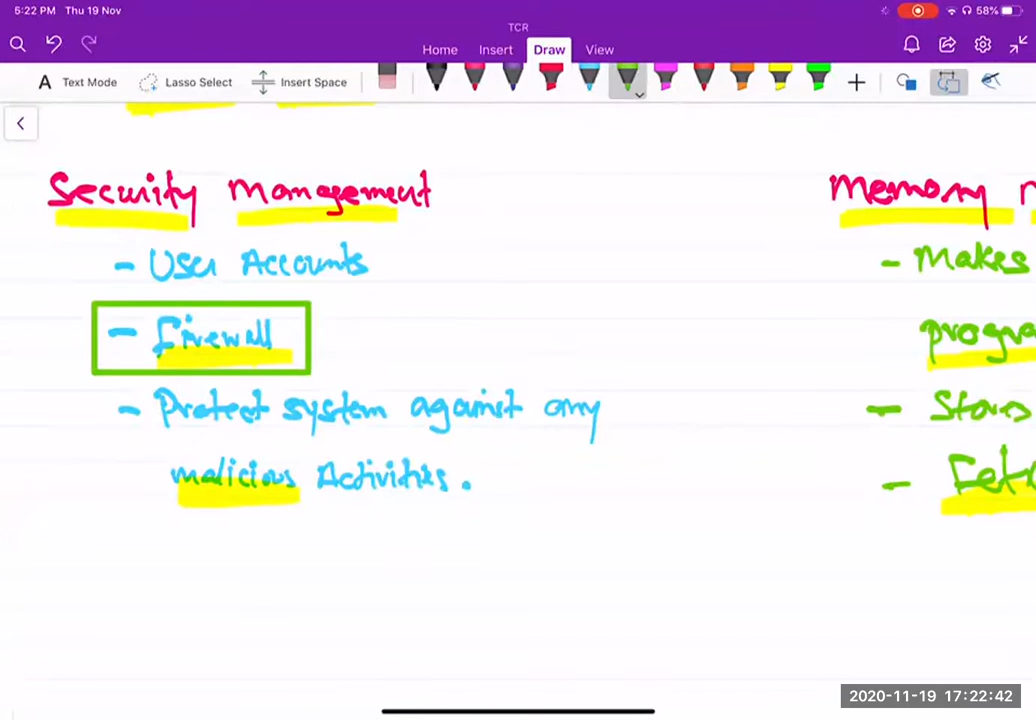 5:22 PM Thu 19 Nov
58%
TCR
Home Insert Draw View
A Text Mode Lasso Select Insert Space
Security Management
- User Accounts
- Firewall
- Protect system against any
malicious Activities.
Memory
- Makes
progra
- Stores
- Fetc
2020-11-19 17:22:42